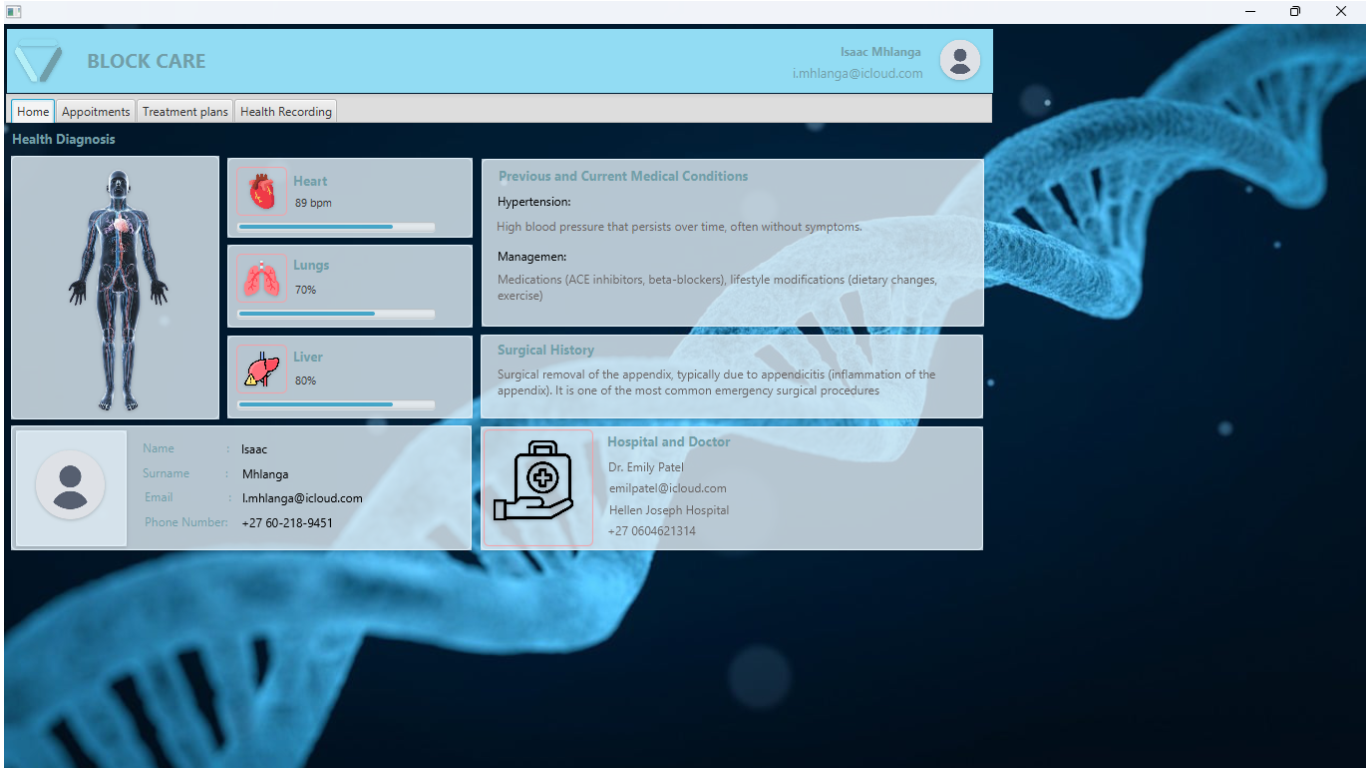 BLOCK CARE
Isaac Mhlanga
i.mhlanga@icloud.com
Home Appoitments Treatment plans Health Recording
Health Diagnosis
Heart
89 bpm
Lungs
70%
Liver
80%
Previous and Current Medical Conditions
Hypertension:
High blood pressure that persists over time, often without symptoms.
Managemen:
Medications (ACE inhibitors, beta-blockers), lifestyle modifications (dietary changes,
exercise)
Surgical History
Surgical removal of the appendix, typically due to appendicitis (inflammation of the
appendix). It is one of the most common emergency surgical procedures
Name : Isaac
Surname : Mhlanga
Email : I.mhlanga@icloud.com
Phone Number: +27 60-218-9451
Hospital and Doctor
Dr. Emily Patel
emilpatel@icloud.com
Hellen Joseph Hospital
+27 0604621314